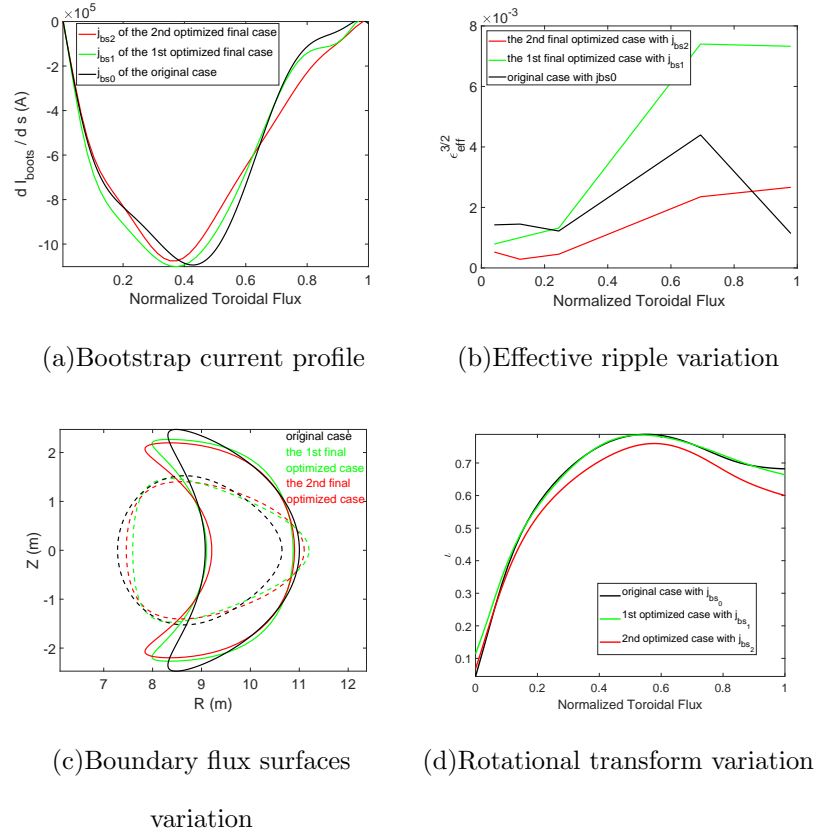 ×10⁵
0
-2
-4
-6
-8
-10
d I_boots / d s (A)
j_bs2 of the 2nd optimized final case
j_bs1 of the 1st optimized final case
j_bs0 of the original case
0.2 0.4 0.6 0.8 1
Normalized Toroidal Flux
(a)Bootstrap current profile
×10⁻³
8
6
4
2
0
ϵ_eff^3/2
the 2nd final optimized case with j_bs2
the 1st final optimized case with j_bs1
original case with jbs0
0 0.2 0.4 0.6 0.8 1
Normalized Toroidal Flux
(b)Effective ripple variation
2
1
0
-1
-2
Z (m)
original case
the 1st final
optimized case
the 2nd final
optimized case
7 8 9 10 11 12
R (m)
(c)Boundary flux surfaces
variation
0.7
0.6
0.5
0.4
0.3
0.2
0.1
ι
original case with j_bs_0
1st optimized case with j_bs_1
2nd optimized case with j_bs_2
0 0.2 0.4 0.6 0.8 1
Normalized Toroidal Flux
(d)Rotational transform variation